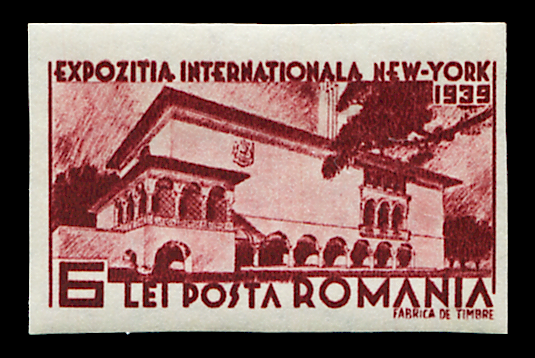 EXPOZITIA INTERNATIONALA NEW-YORK
1939
6 LEI POSTA ROMANIA
FABRICA DE TIMBRE